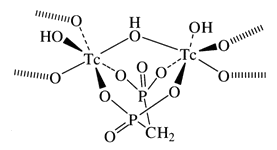 O H OH
HO O O
Tc Tc
O O O O O
P
O P
O CH2